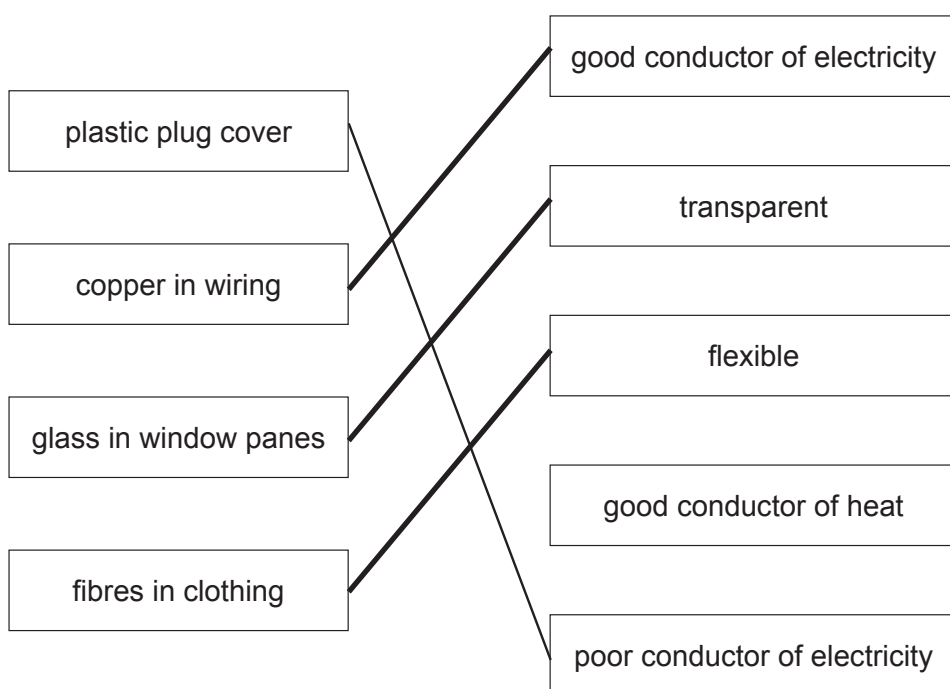 plastic plug cover
copper in wiring
glass in window panes
fibres in clothing
good conductor of electricity
transparent
flexible
good conductor of heat
poor conductor of electricity